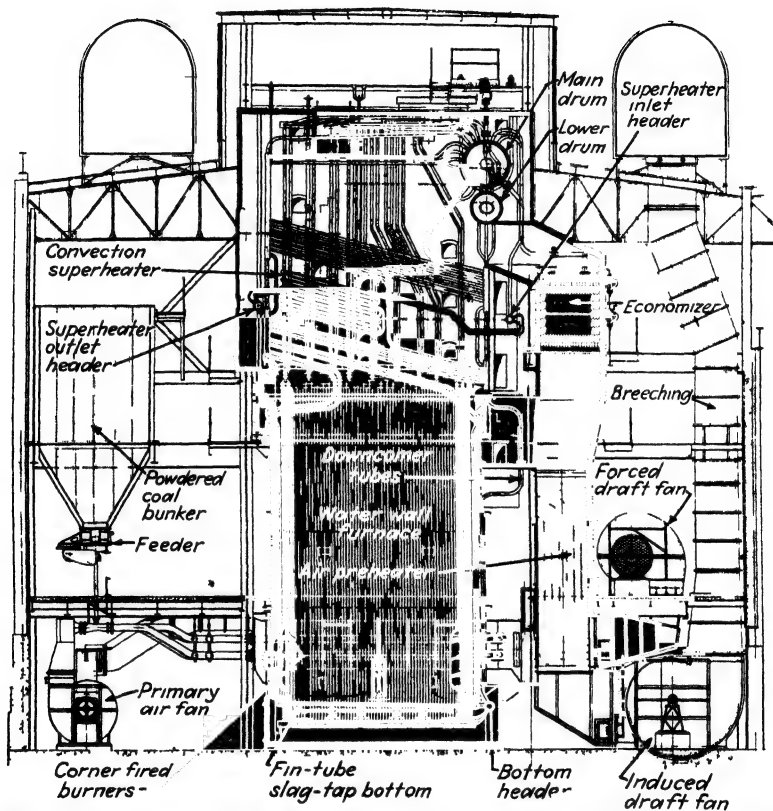 Main
drum
Superheater
inlet
header
Lower
drum
Convection
superheater
Superheater
outlet
header
Economizer
Breeching
Powdered
coal
bunker
Feeder
Downcomer
tubes
Water wall
furnace
Air preheater
Forced
draft fan
Primary
air fan
Corner fired
burners-
Fin-tube
slag-tap bottom
Bottom
header-
Induced
draft fan